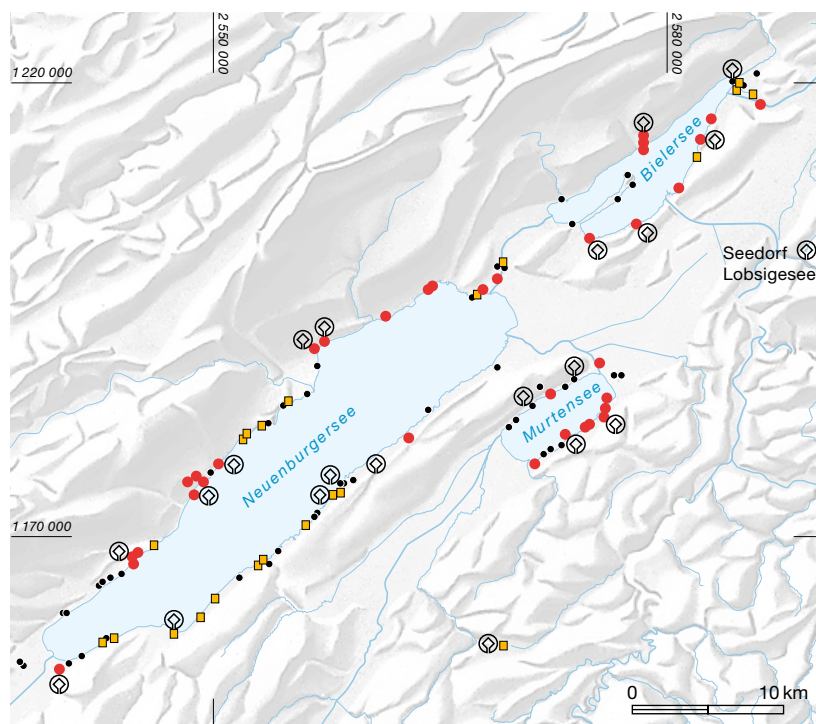 2 550 000
2 580 000
1 220 000
Bielersee
Seedorf
Lobsigesee
Murtensee
Neuenburgersee
1 170 000
0 10 km